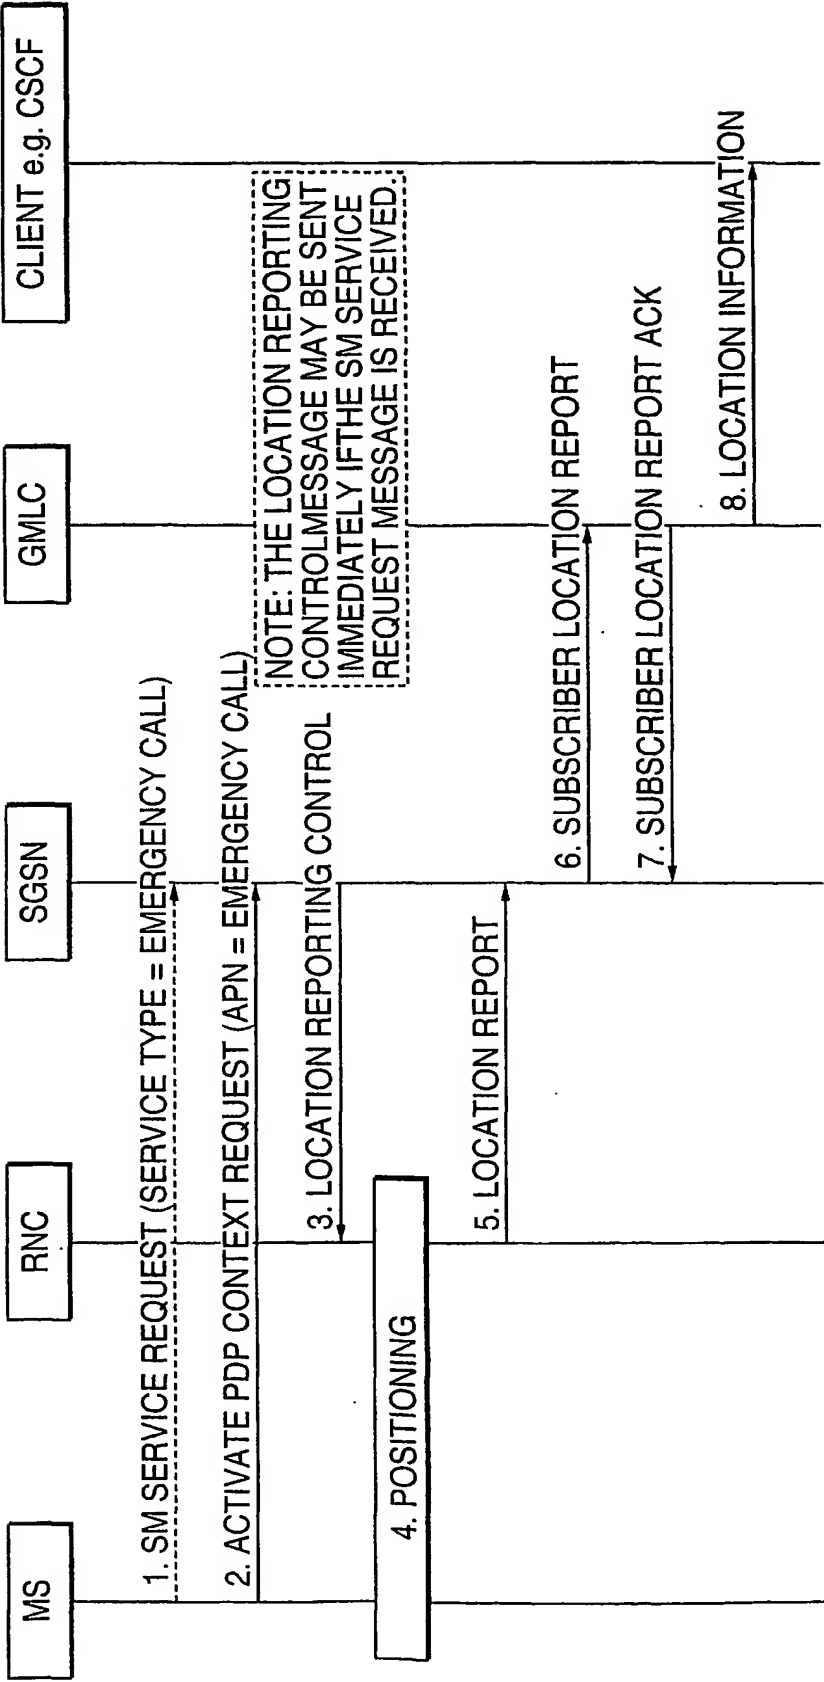 MS
RNC
SGSN
GMLC
CLIENT e.g. CSCF
1. SM SERVICE REQUEST (SERVICE TYPE = EMERGENCY CALL)
2. ACTIVATE PDP CONTEXT REQUEST (APN = EMERGENCY CALL)
NOTE: THE LOCATION REPORTING
CONTROLMESSAGE MAY BE SENT
IMMEDIATELY IFTHE SM SERVICE
REQUEST MESSAGE IS RECEIVED.
3. LOCATION REPORTING CONTROL
4. POSITIONING
5. LOCATION REPORT
6. SUBSCRIBER LOCATION REPORT
7. SUBSCRIBER LOCATION REPORT ACK
8. LOCATION INFORMATION